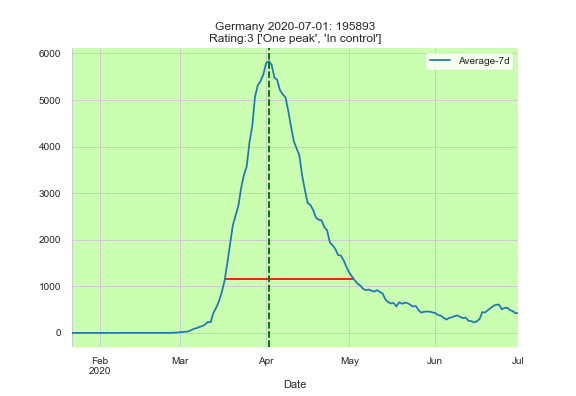 Germany 2020-07-01: 195893
Rating:3 ['One peak', 'In control']
Average-7d
6000
5000
4000
3000
2000
1000
0
Feb
2020
Mar
Apr
May
Jun
Jul
Date